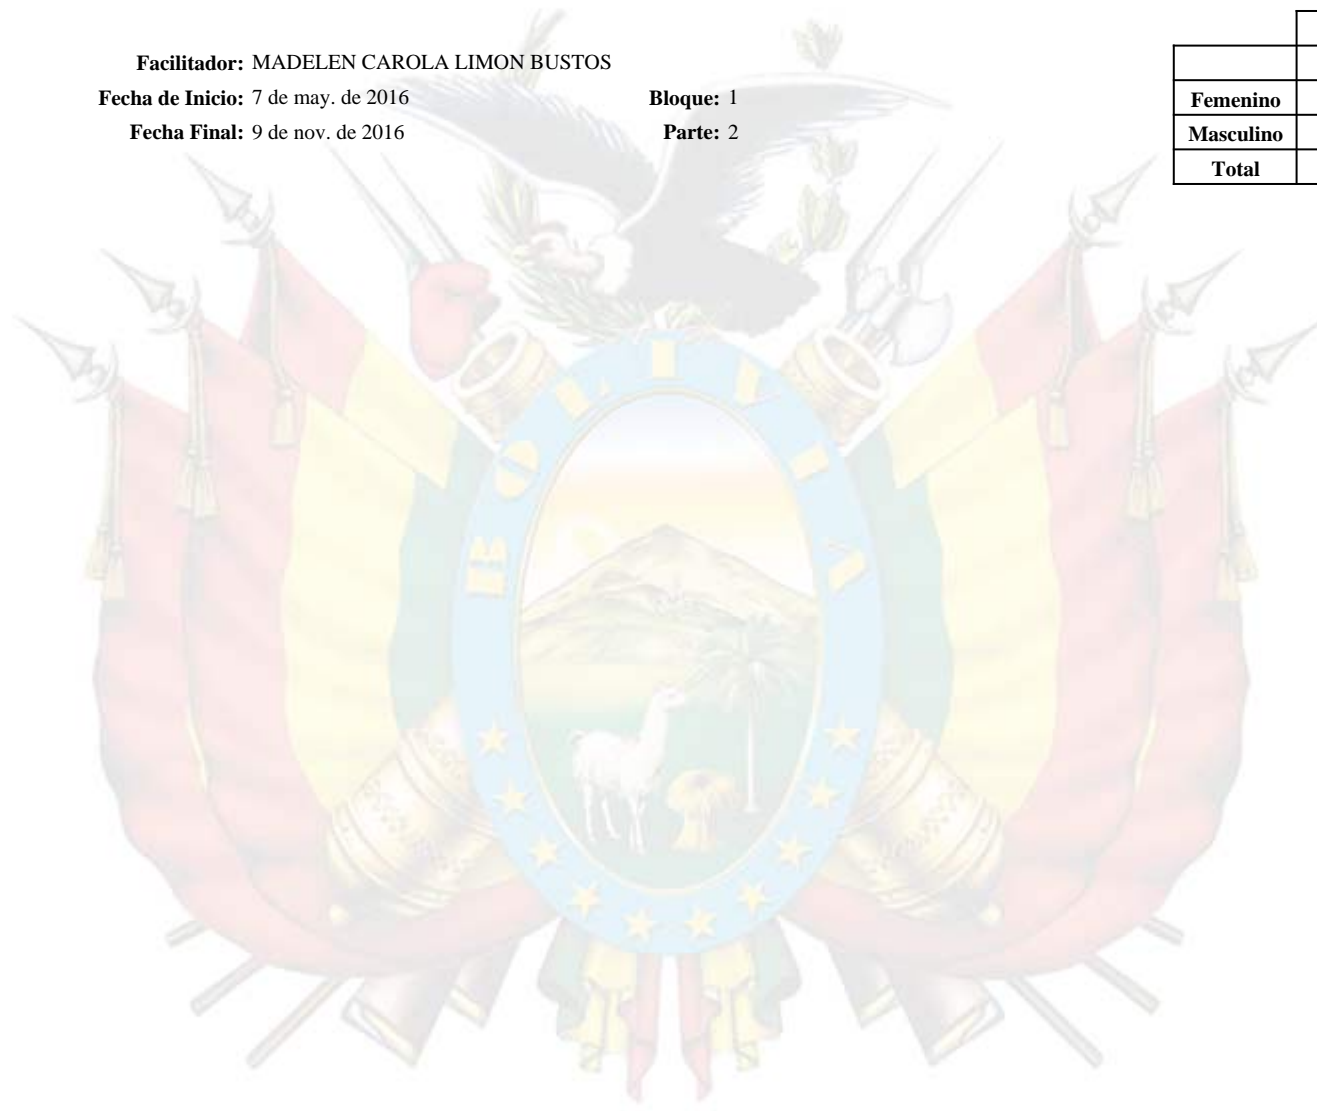 Facilitador: MADELEN CAROLA LIMON BUSTOS
Fecha de Inicio: 7 de may. de 2016 Bloque: 1
Fecha Final: 9 de nov. de 2016 Parte: 2
Femenino
Masculino
Total
BOLIVIA